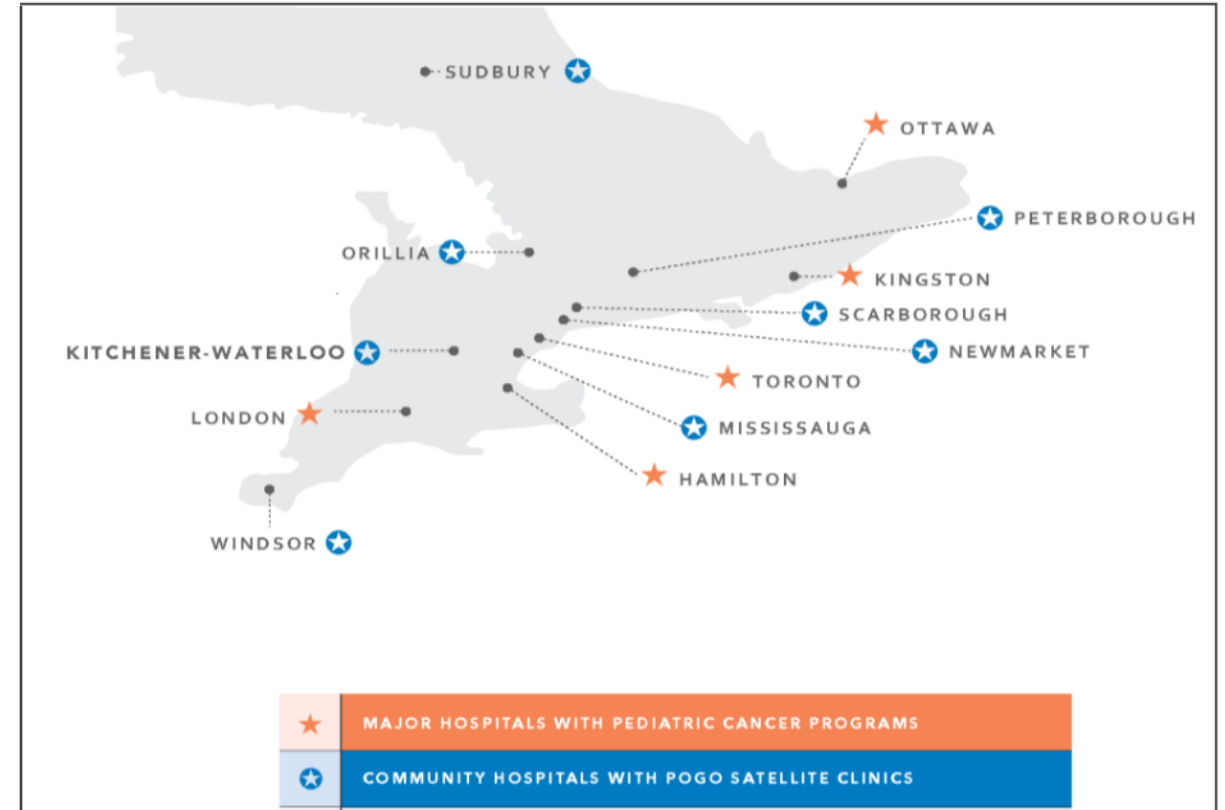 SUDBURY
OTTAWA
PETERBOROUGH
ORILLIA
KINGSTON
SCARBOROUGH
KITCHENER-WATERLOO
NEWMARKET
TORONTO
LONDON
MISSISSAUGA
HAMILTON
WINDSOR
MAJOR HOSPITALS WITH PEDIATRIC CANCER PROGRAMS
COMMUNITY HOSPITALS WITH POGO SATELLITE CLINICS